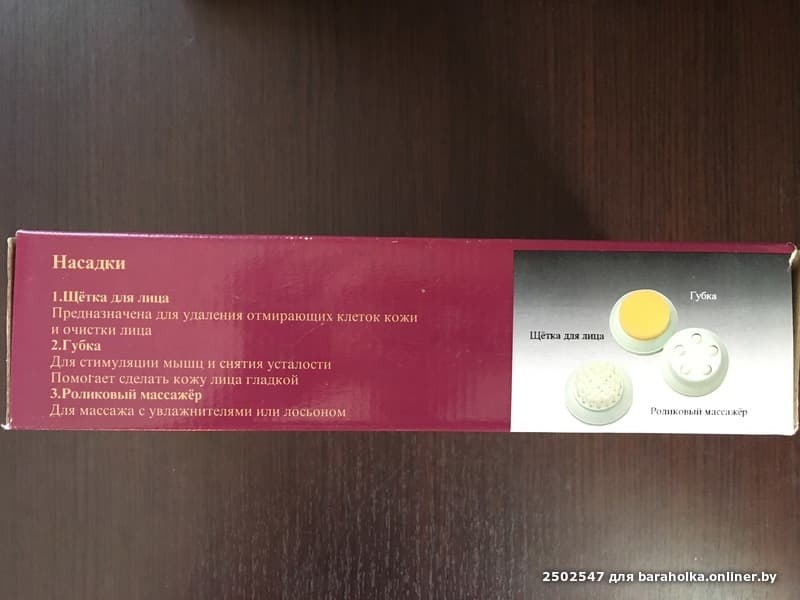 Насадки
1.Щётка для лица
Предназначена для удаления отмирающих клеток кожи
и очистки лица
2.Губка
Для стимуляции мышц и снятия усталости
Помогает сделать кожу лица гладкой
3.Роликовый массажёр
Для массажа с увлажнителями или лосьоном
Губка
Щётка для лица
Роликовый массажёр
2502547 для baraholka.onliner.by